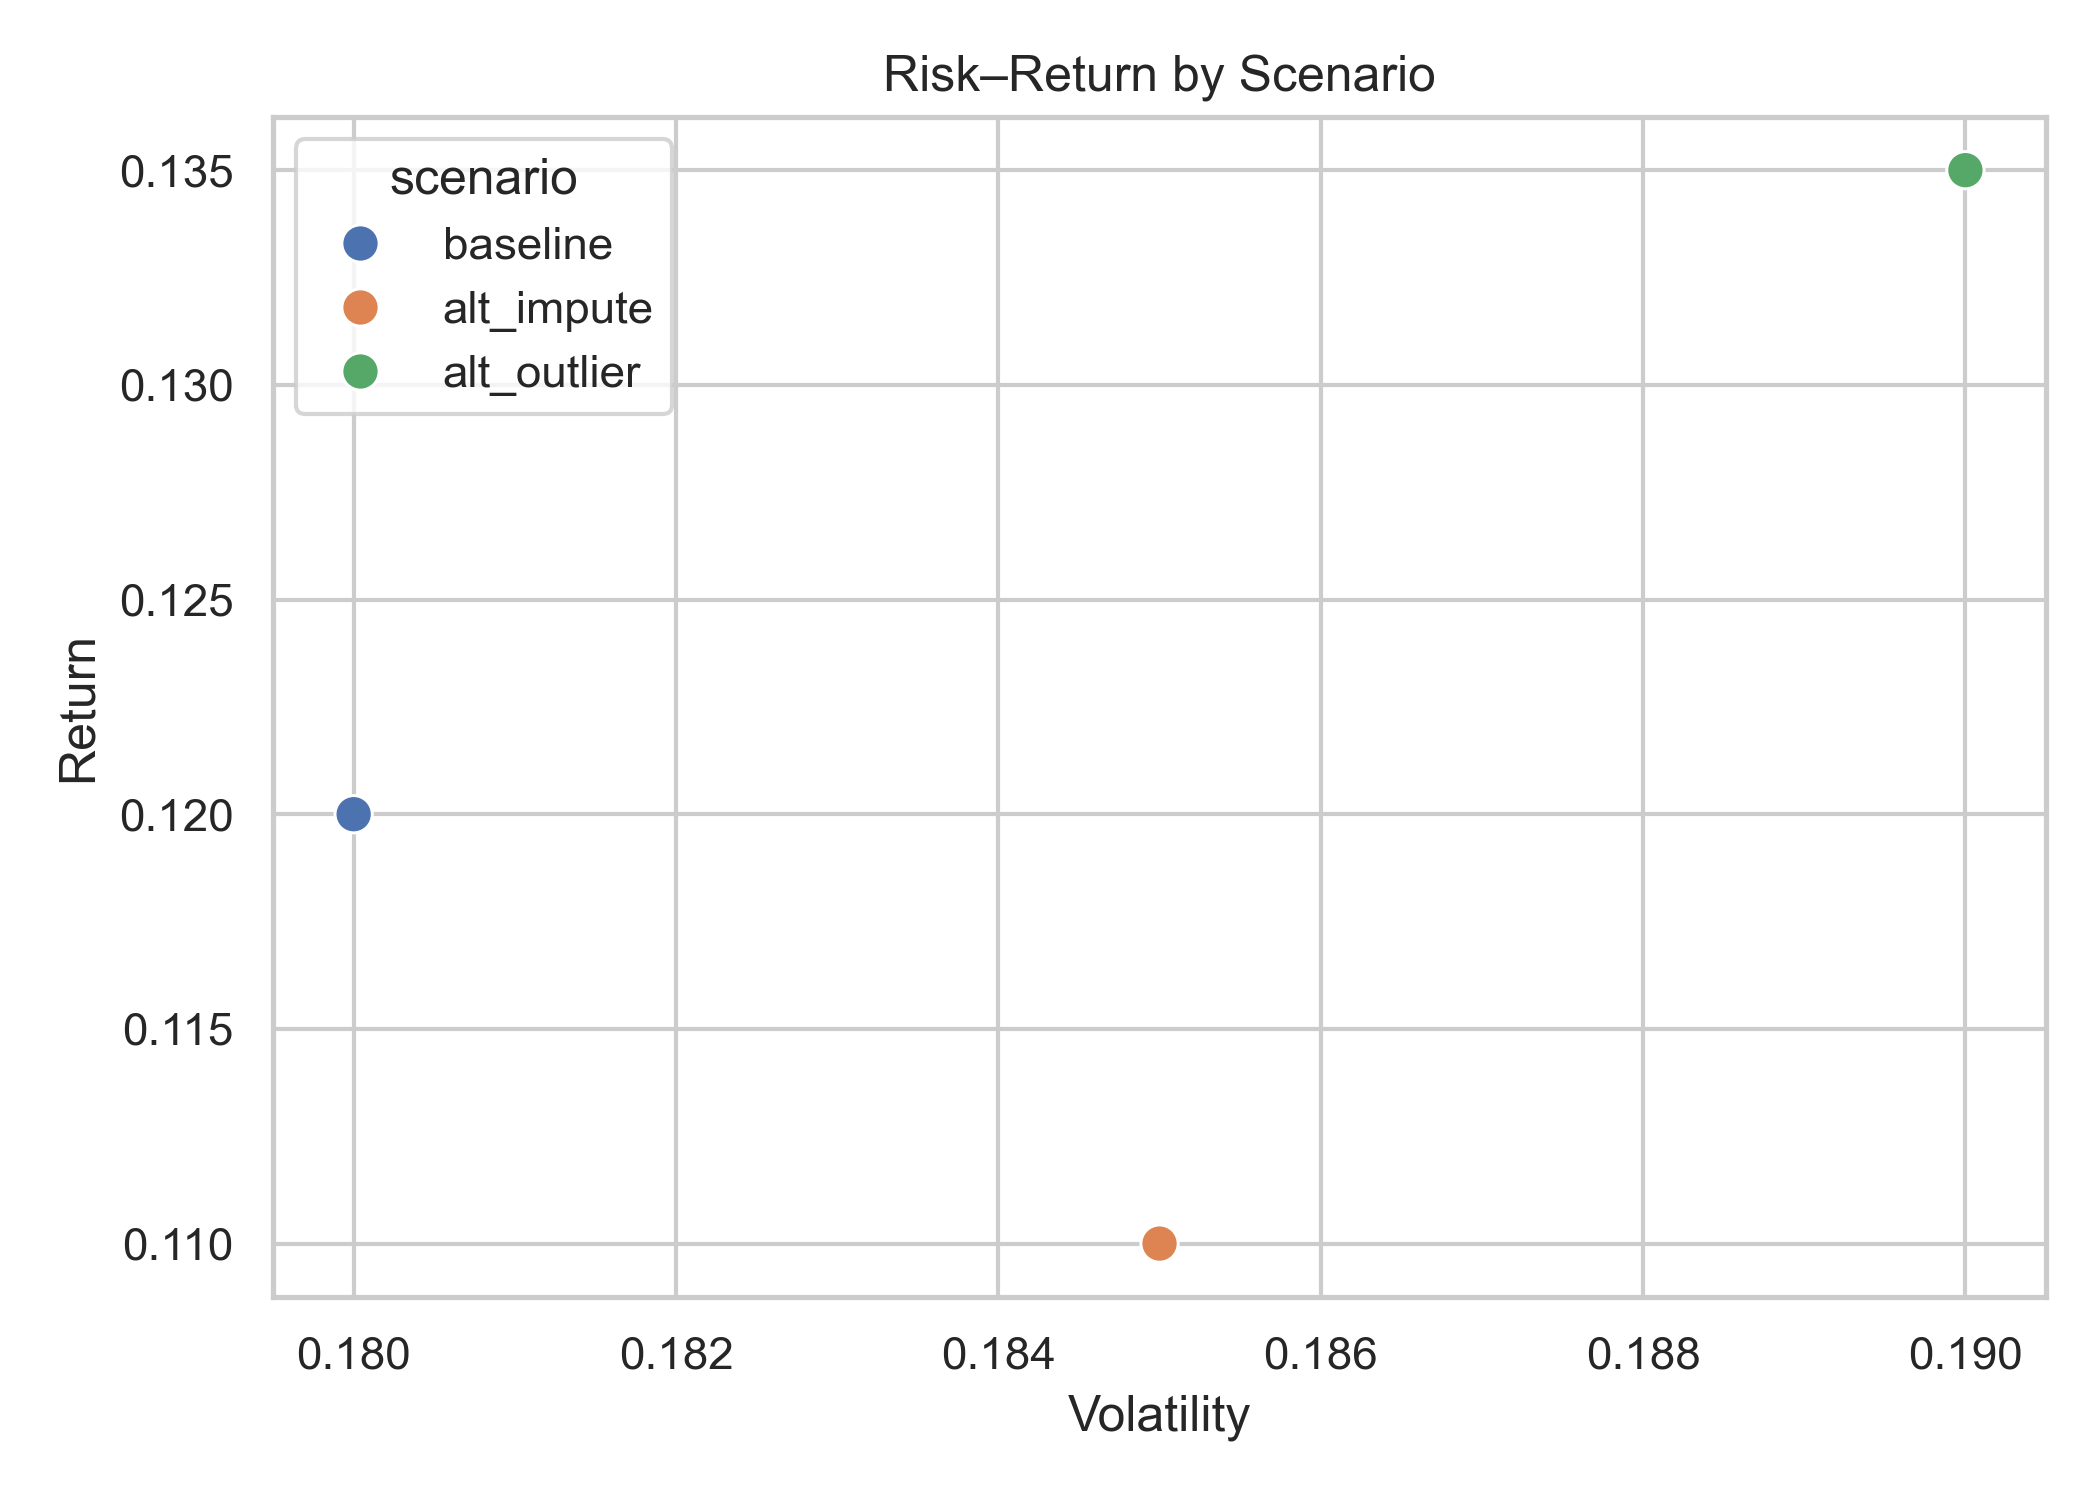 Risk–Return by Scenario
scenario
baseline
alt_impute
alt_outlier
0.135
0.130
0.125
0.120
0.115
0.110
Return
0.180 0.182 0.184 0.186 0.188 0.190
Volatility